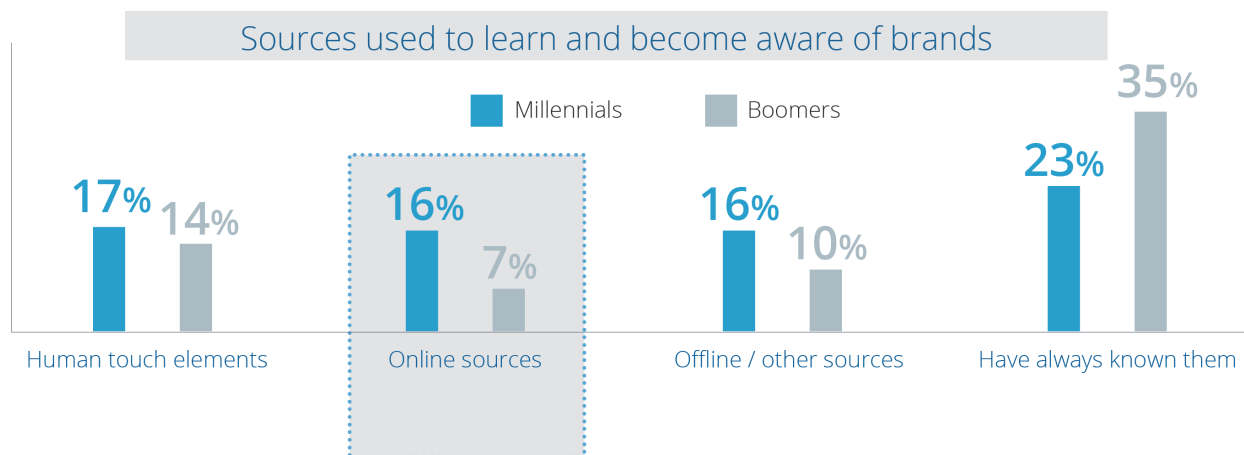 Sources used to learn and become aware of brands
Millennials
Boomers
17%
14%
16%
7%
16%
10%
23%
35%
Human touch elements
Online sources
Offline / other sources
Have always known them